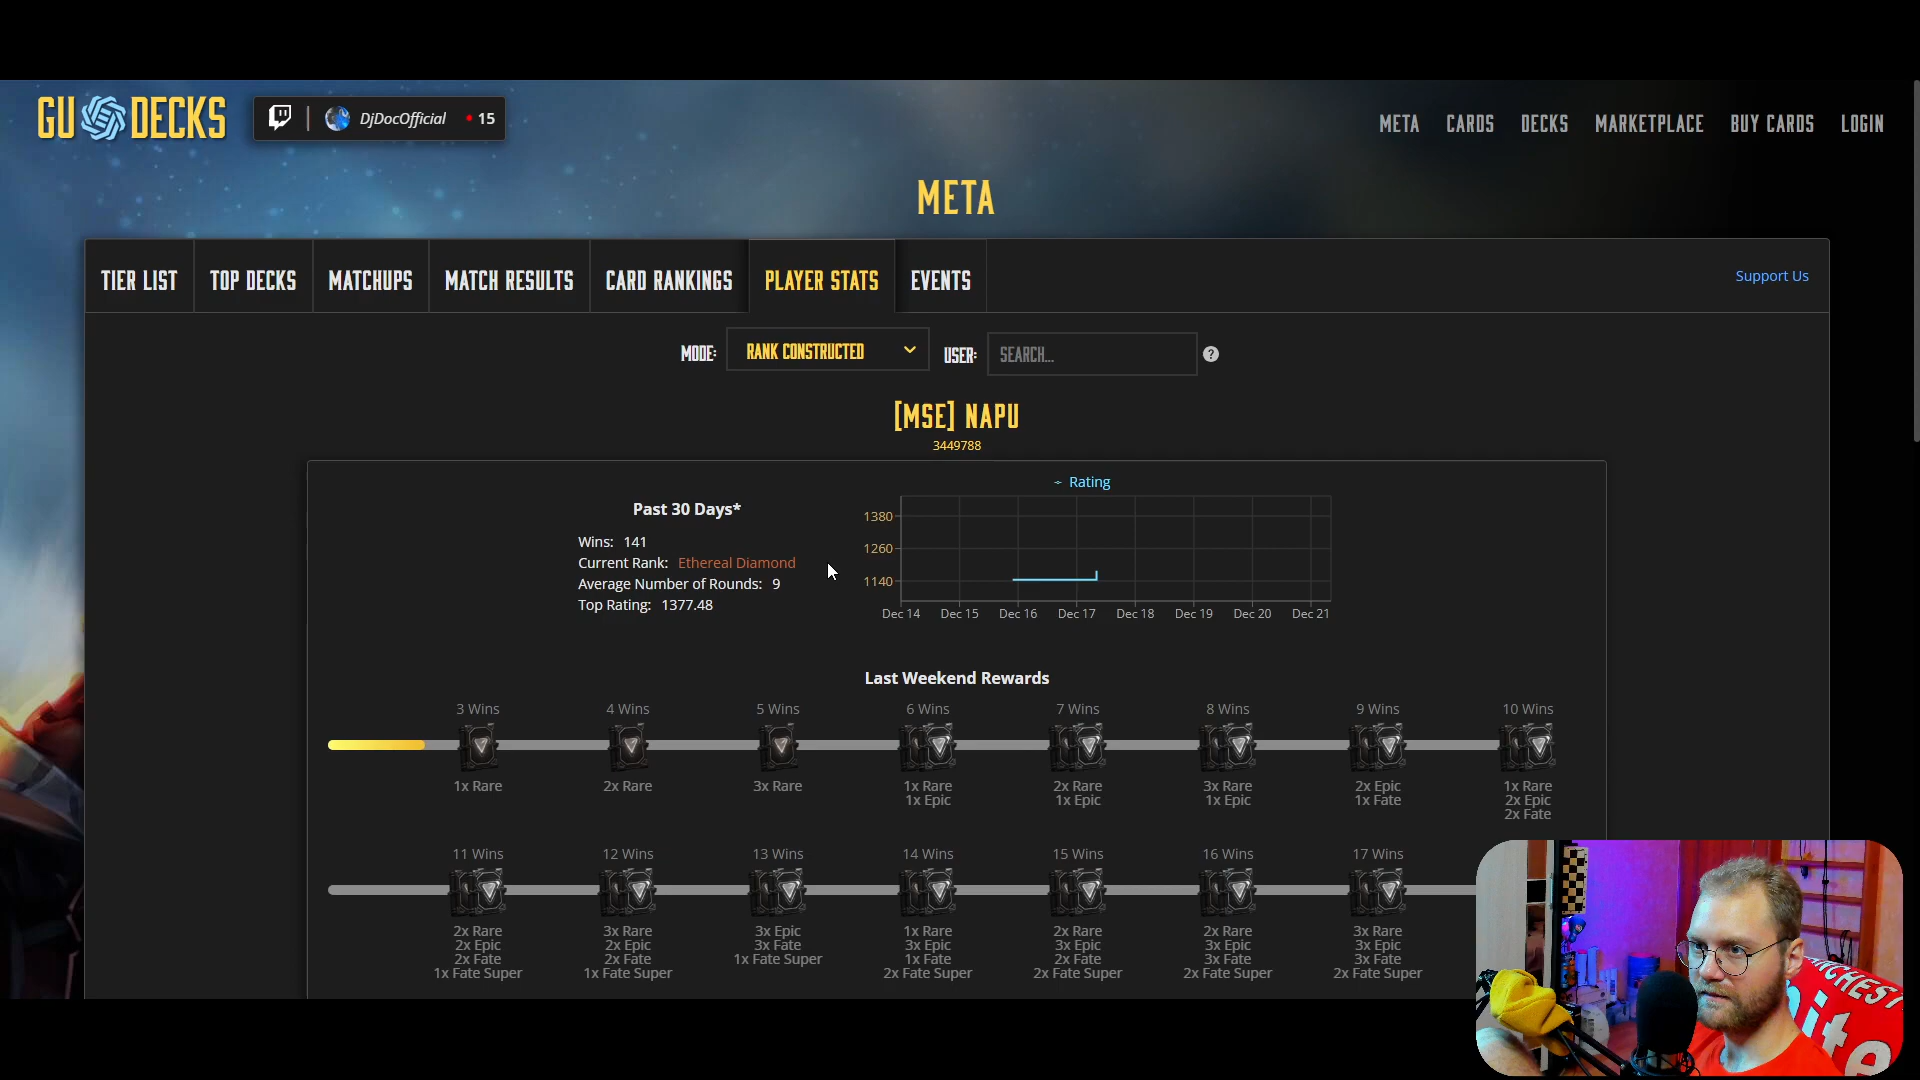 GU DECKS
DjDocOfficial • 15
META CARDS DECKS MARKETPLACE BUY CARDS LOGIN
META
TIER LIST TOP DECKS MATCHUPS MATCH RESULTS CARD RANKINGS PLAYER STATS EVENTS Support Us
MODE: RANK CONSTRUCTED USER: SEARCH... ?
[MSE] NAPU
3449788
Rating
Past 30 Days*
Wins: 141
Current Rank: Ethereal Diamond
Average Number of Rounds: 9
Top Rating: 1377.48
1380
1260
1140
Dec 14 Dec 15 Dec 16 Dec 17 Dec 18 Dec 19 Dec 20 Dec 21
Last Weekend Rewards
3 Wins 4 Wins 5 Wins 6 Wins 7 Wins 8 Wins 9 Wins 10 Wins
1x Rare 2x Rare 3x Rare 1x Rare 2x Rare 3x Rare 2x Epic 1x Rare
1x Epic 1x Epic 1x Epic 1x Fate 2x Epic
2x Fate
11 Wins 12 Wins 13 Wins 14 Wins 15 Wins 16 Wins 17 Wins
2x Rare 3x Rare 3x Epic 1x Rare 2x Rare 2x Rare 3x Rare
2x Epic 2x Epic 3x Fate 3x Epic 3x Epic 3x Epic 3x Epic
2x Fate 2x Fate 1x Fate Super 1x Fate 2x Fate 3x Fate 3x Fate
1x Fate Super 1x Fate Super 2x Fate Super 2x Fate Super 2x Fate Super 2x Fate Super